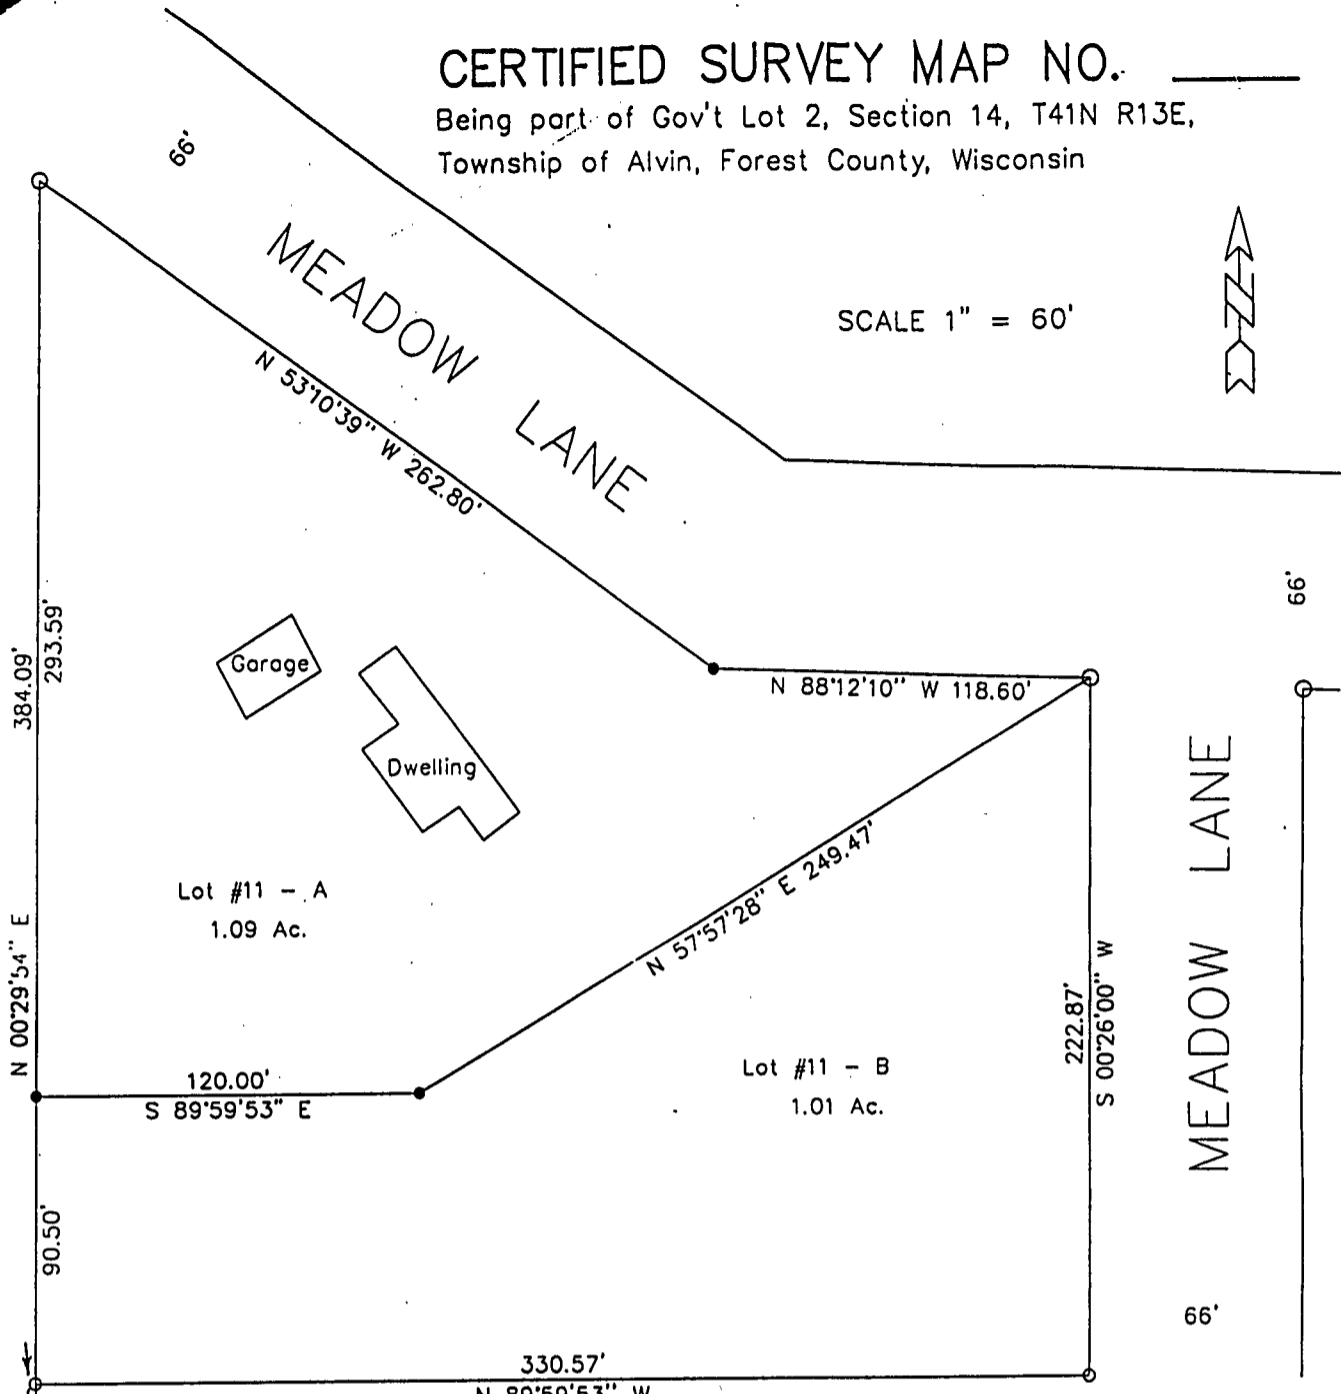 CERTIFIED SURVEY MAP NO.
Being part of Gov't Lot 2, Section 14, T41N R13E,
Township of Alvin, Forest County, Wisconsin
66'
MEADOW LANE
SCALE 1" = 60'
N
N 53°10'39" W 262.80'
66'
293.59'
384.09'
N 88°12'10" W 118.60'
Garage
Dwelling
MEADOW LANE
N 57°57'28" E 249.47'
Lot #11 - A
1.09 Ac.
N 00°29'54" E
222.87'
S 00°26'00" W
Lot #11 - B
1.01 Ac.
120.00'
S 89°59'53" E
90.50'
66'
330.57'
N 89°59'53" W